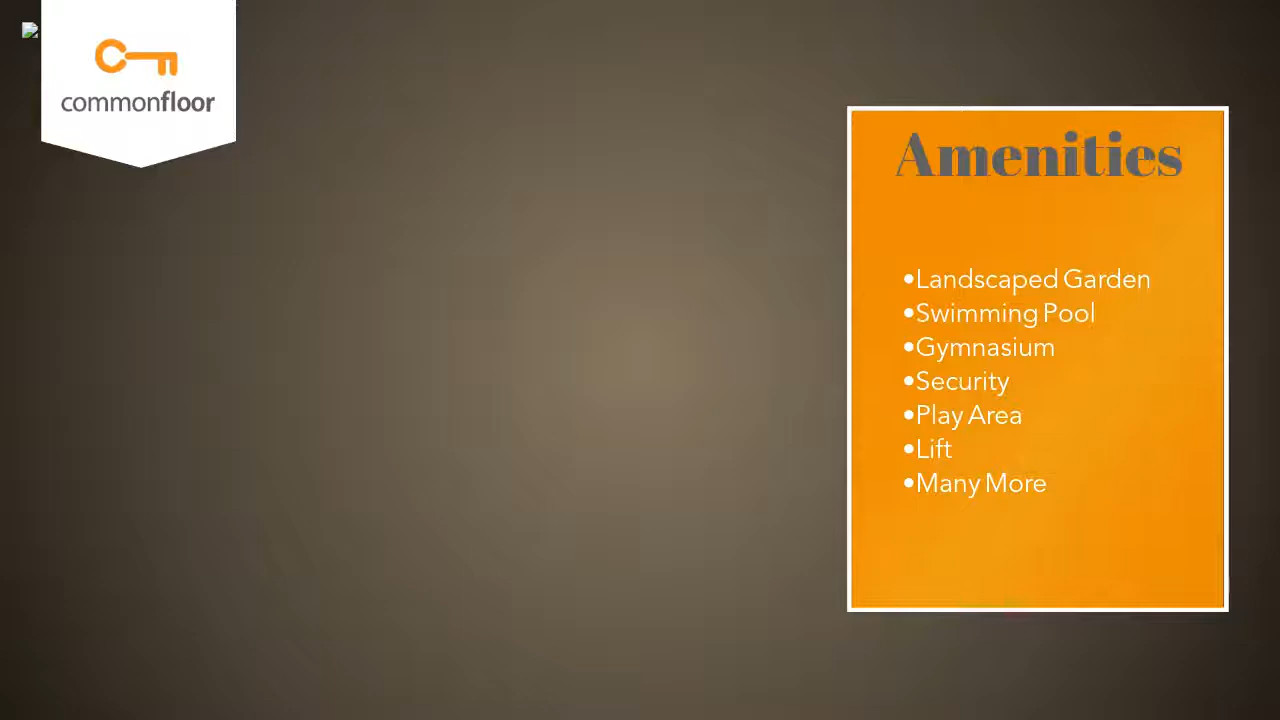 commonfloor
Amenities
•Landscaped Garden
•Swimming Pool
•Gymnasium
•Security
•Play Area
•Lift
•Many More